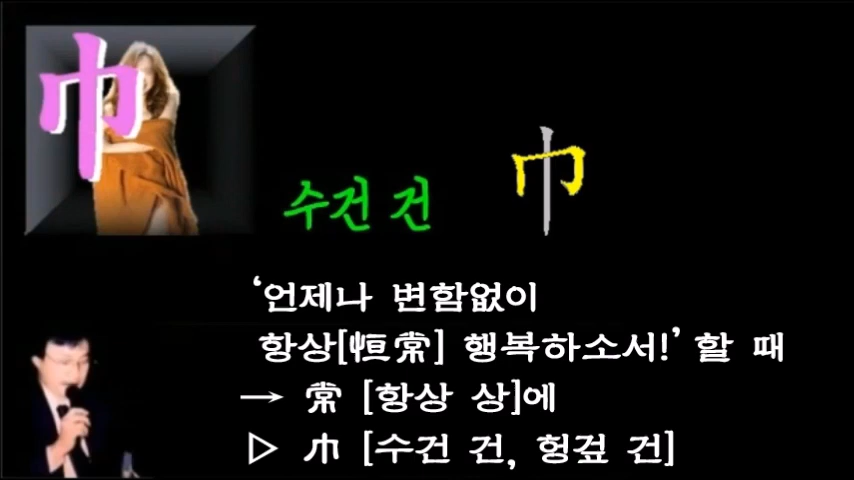 巾
수건 건 巾
‘언제나 변함없이
항상[恒常] 행복하소서!’ 할 때
→ 常 [항상 상]에
▷ 巾 [수건 건, 헝겊 건]